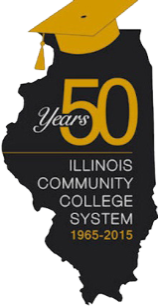 Years 50
ILLINOIS
COMMUNITY
COLLEGE
SYSTEM
1965-2015